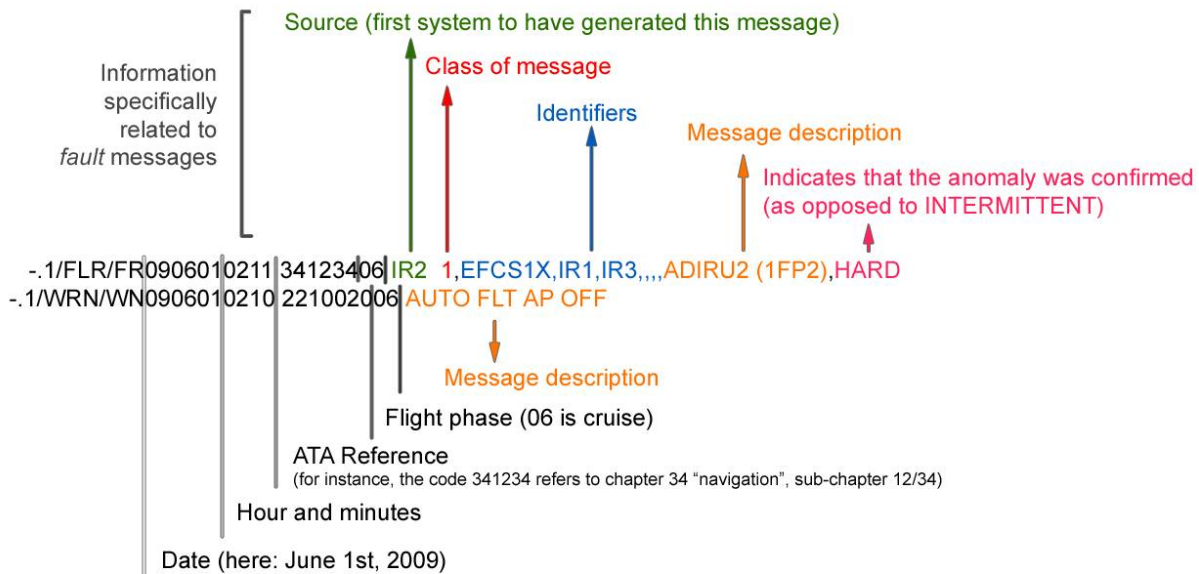 Source (first system to have generated this message)
Information
specifically
related to
fault messages
Class of message
Identifiers
Message description
Indicates that the anomaly was confirmed
(as opposed to INTERMITTENT)
-.1/FLR/FR0906010211 34123406 IR2 1,EFCS1X,IR1,IR3,,,,ADIRU2 (1FP2),HARD
-.1/WRN/WN0906010210 221002006 AUTO FLT AP OFF
Message description
Flight phase (06 is cruise)
ATA Reference
(for instance, the code 341234 refers to chapter 34 “navigation”, sub-chapter 12/34)
Hour and minutes
Date (here: June 1st, 2009)